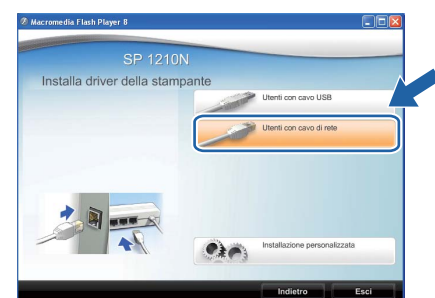 Macromedia Flash Player 8
SP 1210N
Installa driver della stampante
Utenti con cavo USB
Utenti con cavo di rete
Installazione personalizzata
Indietro Esci